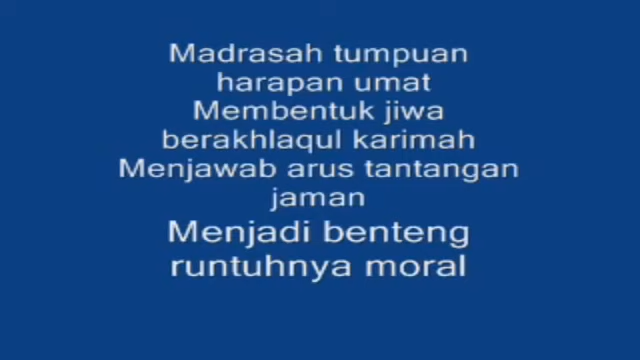 Madrasah tumpuan
harapan umat
Membentuk jiwa
berakhlaqul karimah
Menjawab arus tantangan
jaman
Menjadi benteng
runtuhnya moral